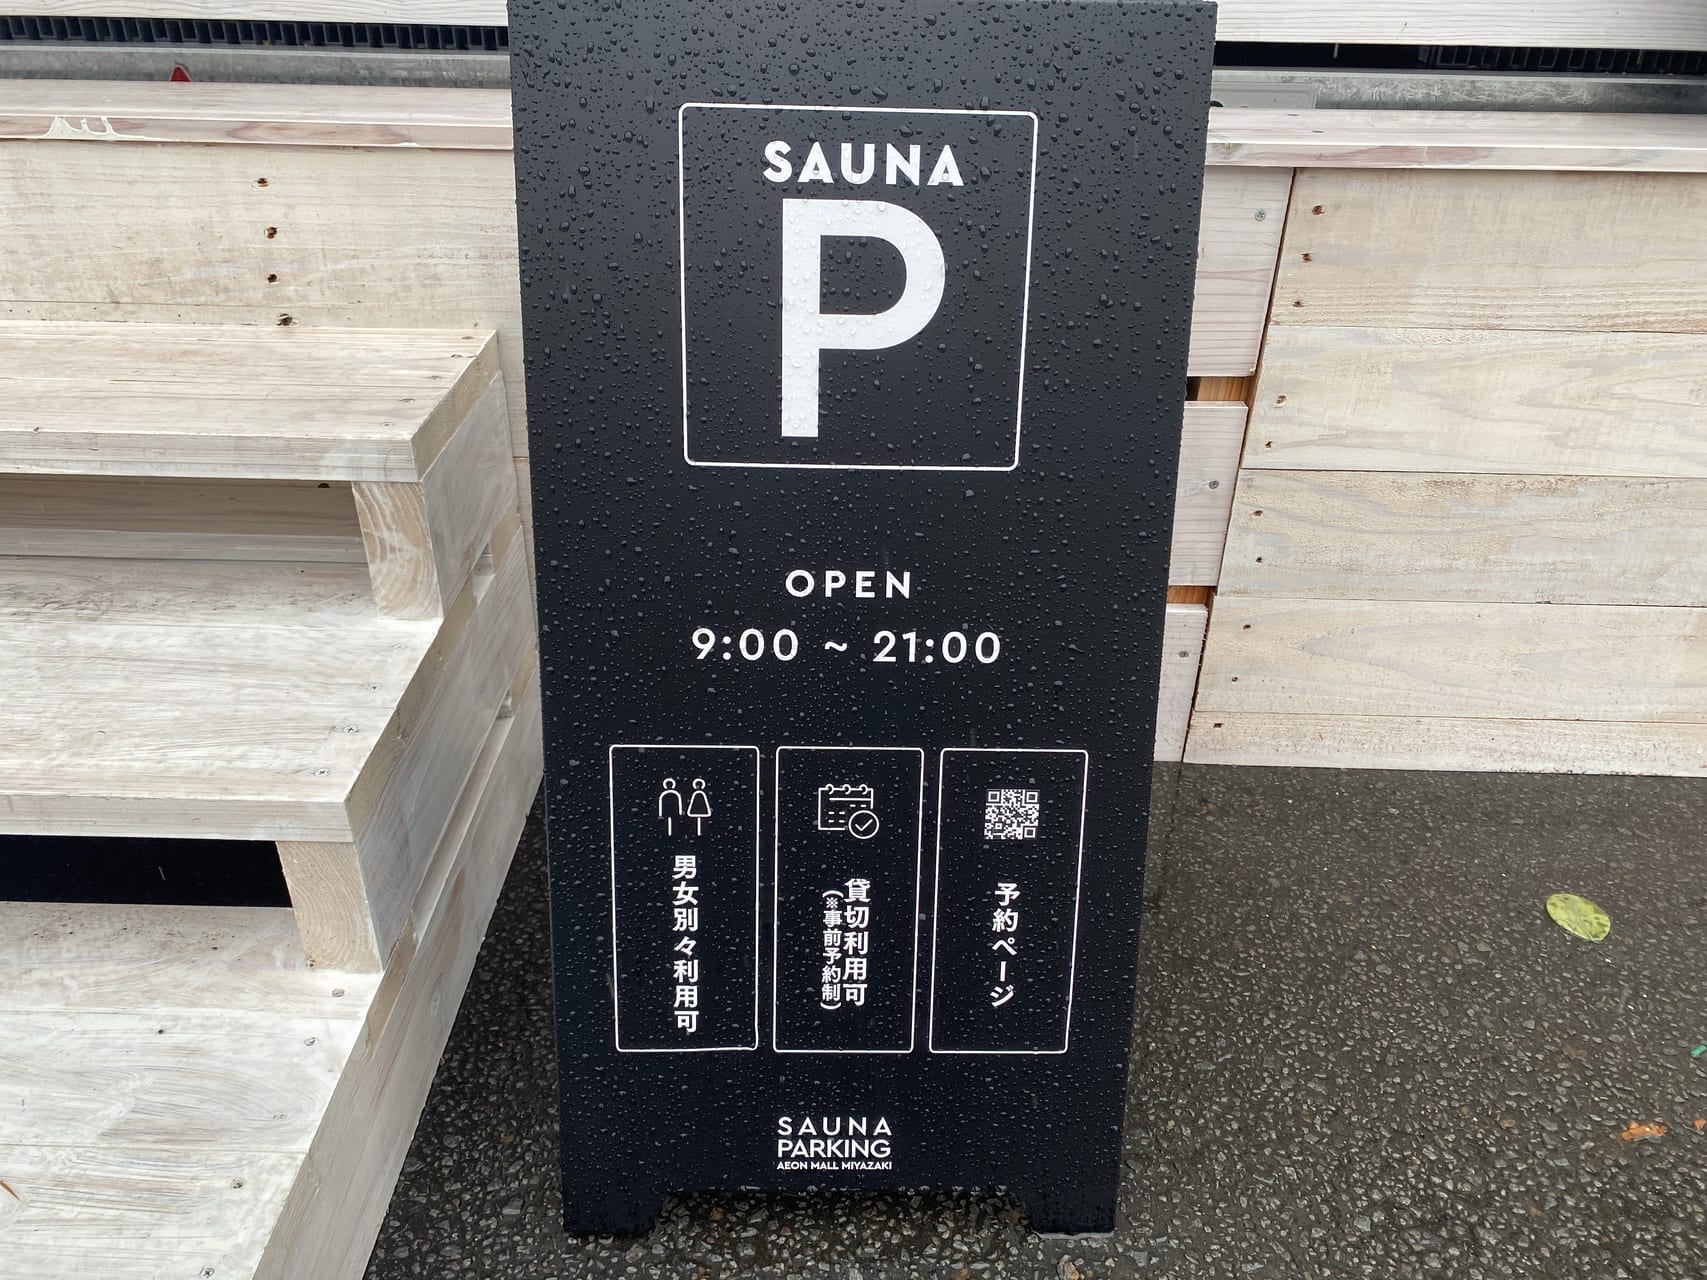 SAUNA
P
OPEN
9:00 ~ 21:00
男女別々利用可
貸切利用可
(※事前予約制)
予約ページ
SAUNA
PARKING
AEON MALL MIYAZAKI